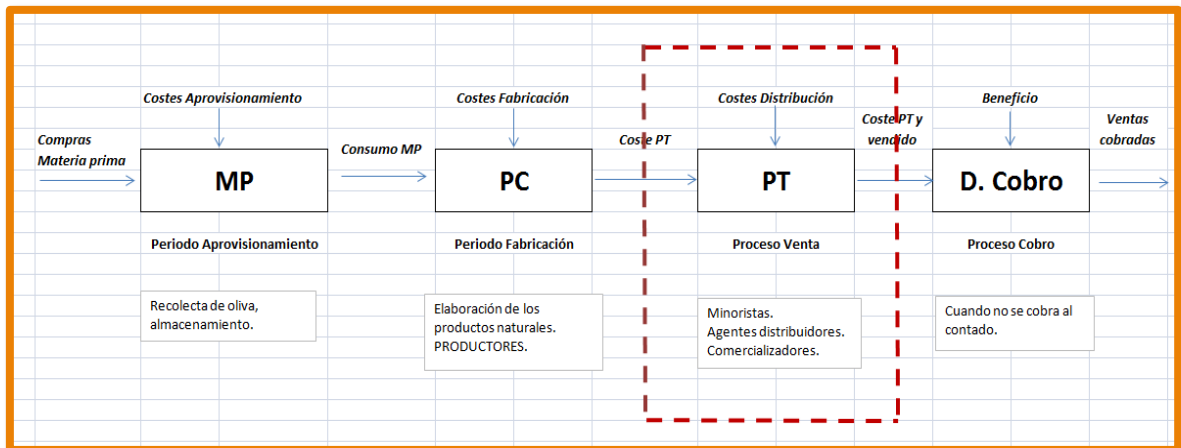 Costes Aprovisionamiento
Costes Fabricación
Costes Distribución
Beneficio
Compras
Materia prima
Consumo MP
Coste PT
Coste PT y
vendido
Ventas
cobradas
MP
PC
PT
D. Cobro
Periodo Aprovisionamiento
Periodo Fabricación
Proceso Venta
Proceso Cobro
Recolecta de oliva,
almacenamiento.
Elaboración de los
productos naturales.
PRODUCTORES.
Minoristas.
Agentes distribuidores.
Comercializadores.
Cuando no se cobra al
contado.